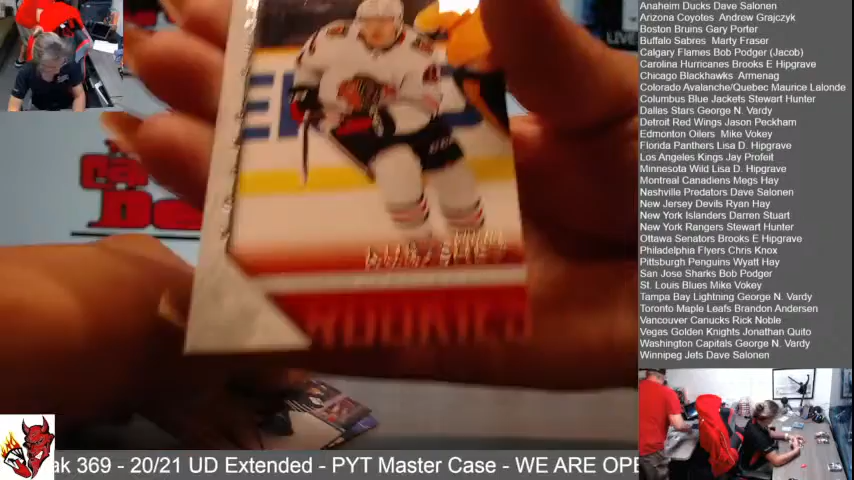 Anaheim Ducks Dave Salonen
Arizona Coyotes Andrew Grajczyk
Boston Bruins Gary Porter
Buffalo Sabres Marty Fraser
Calgary Flames Bob Podger (Jacob)
Carolina Hurricanes Brooks E Hipgrave
Chicago Blackhawks Armenag
Colorado Avalanche/Quebec Maurice Lalonde
Columbus Blue Jackets Stewart Hunter
Dallas Stars George N. Vardy
Detroit Red Wings Jason Peckham
Edmonton Oilers Mike Vokey
Florida Panthers Lisa D. Hipgrave
Los Angeles Kings Jay Profeit
Minnesota Wild Lisa D. Hipgrave
Montreal Canadiens Megs Hay
Nashville Predators Dave Salonen
New Jersey Devils Ryan Hay
New York Islanders Darren Stuart
New York Rangers Stewart Hunter
Ottawa Senators Brooks E Hipgrave
Philadelphia Flyers Chris Knox
Pittsburgh Penguins Wyatt Hay
San Jose Sharks Bob Podger
St. Louis Blues Mike Vokey
Tampa Bay Lightning George N. Vardy
Toronto Maple Leafs Brandon Andersen
Vancouver Canucks Rick Noble
Vegas Golden Knights Jonathan Quito
Washington Capitals George N. Vardy
Winnipeg Jets Dave Salonen
ROOKIES
ak 369 - 20/21 UD Extended - PYT Master Case - WE ARE OPE